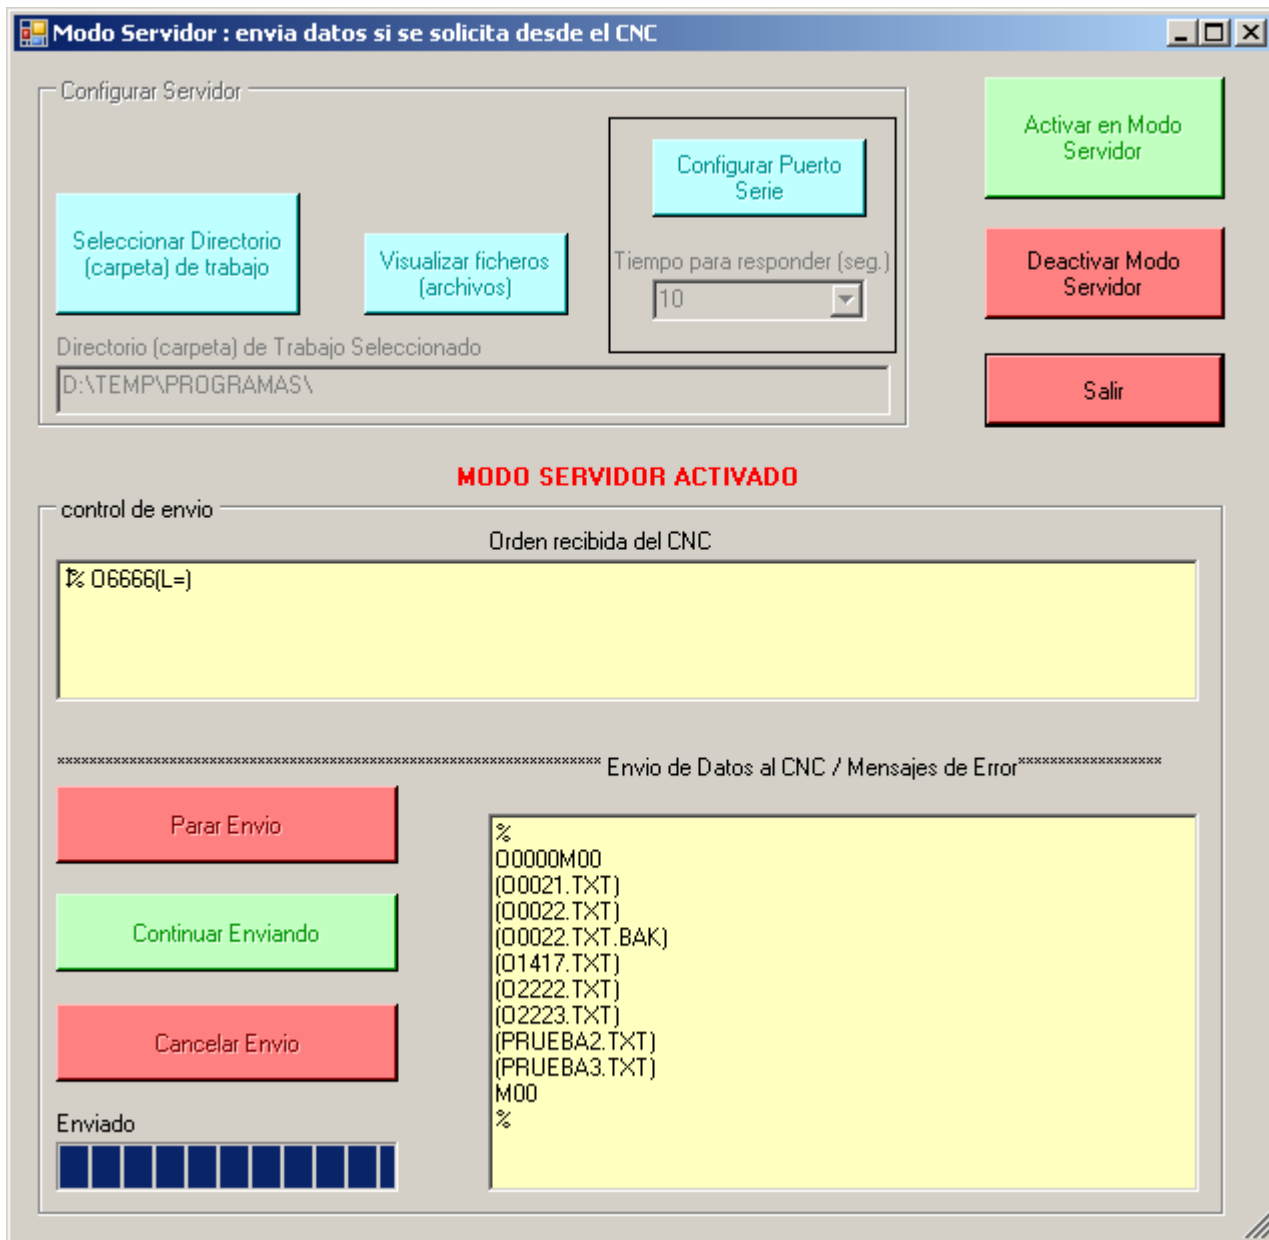 Modo Servidor : envia datos si se solicita desde el CNC
Configurar Servidor
Activar en Modo
Servidor
Configurar Puerto
Serie
Seleccionar Directorio
(carpeta) de trabajo
Visualizar ficheros
(archivos)
Tiempo para responder (seg.)
10
Deactivar Modo
Servidor
Directorio (carpeta) de Trabajo Seleccionado
D:\TEMP\PROGRAMAS\
Salir
MODO SERVIDOR ACTIVADO
control de envio
Orden recibida del CNC
% O6666(L=)
******************************************************************** Envio de Datos al CNC / Mensajes de Error******************
Parar Envio
Continuar Enviando
Cancelar Envio
Enviado
%
O0000M00
(O0021.TXT)
(O0022.TXT)
(O0022.TXT.BAK)
(O1417.TXT)
(O2222.TXT)
(O2223.TXT)
(PRUEBA2.TXT)
(PRUEBA3.TXT)
M00
%